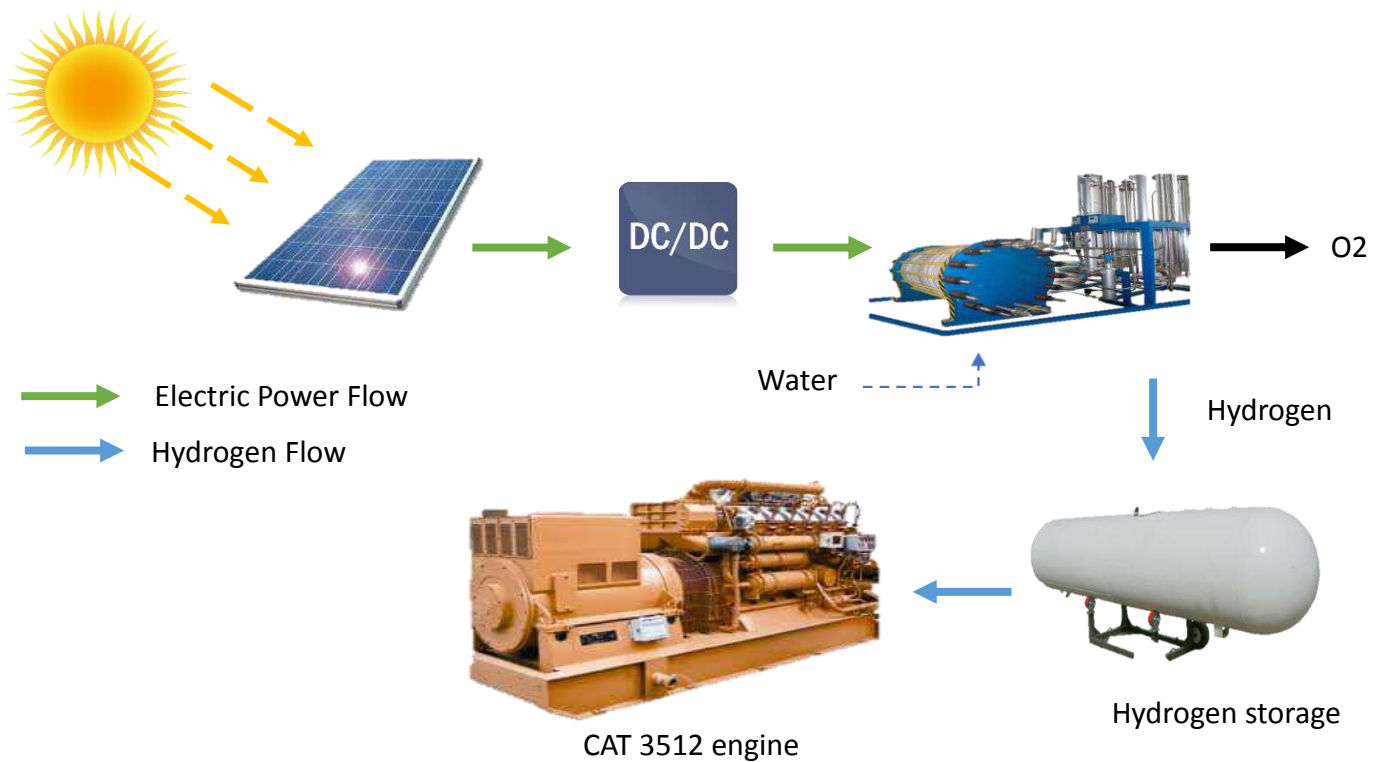 DC/DC
O2
Water
Electric Power Flow
Hydrogen
Hydrogen Flow
Hydrogen storage
CAT 3512 engine